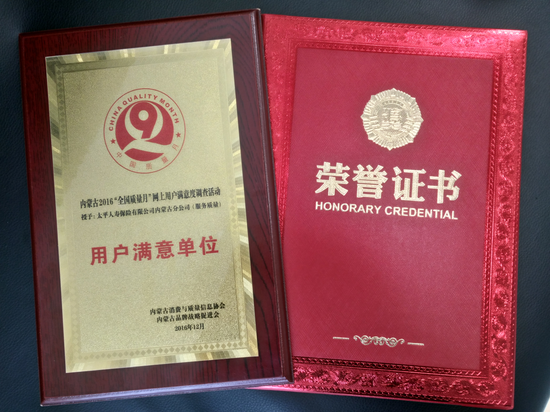 CHINA QUALITY MONTH
中国质量月
内蒙古2016“全国质量月”网上用户满意度调查活动
授予：太平人寿保险有限公司内蒙古分公司（服务质量）
用户满意单位
内蒙古消费与质量信息协会
内蒙古品牌战略促进会
2016年12月
荣誉证书
HONORARY CREDENTIAL